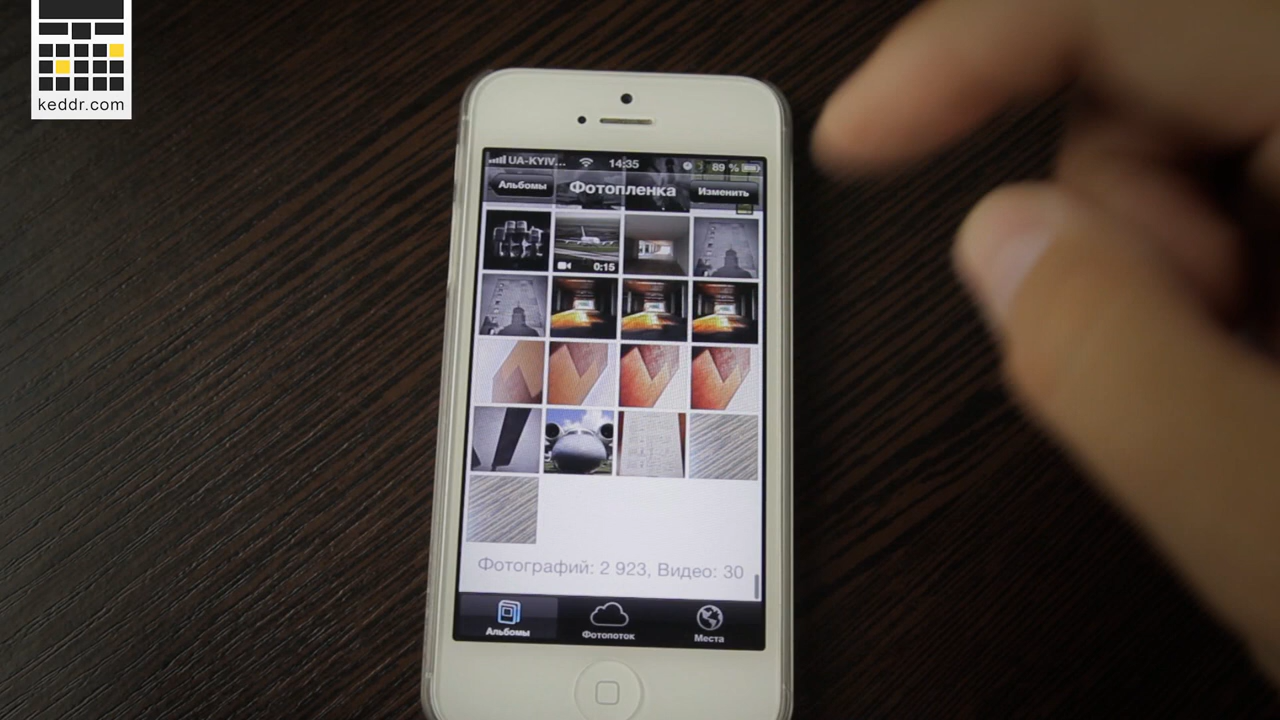 keddr.com
UA-KYIV... 14:35 89 %
Альбомы Фотопленка Изменить
0:15
Фотографий: 2 923, Видео: 30
Альбомы Фотопоток Места